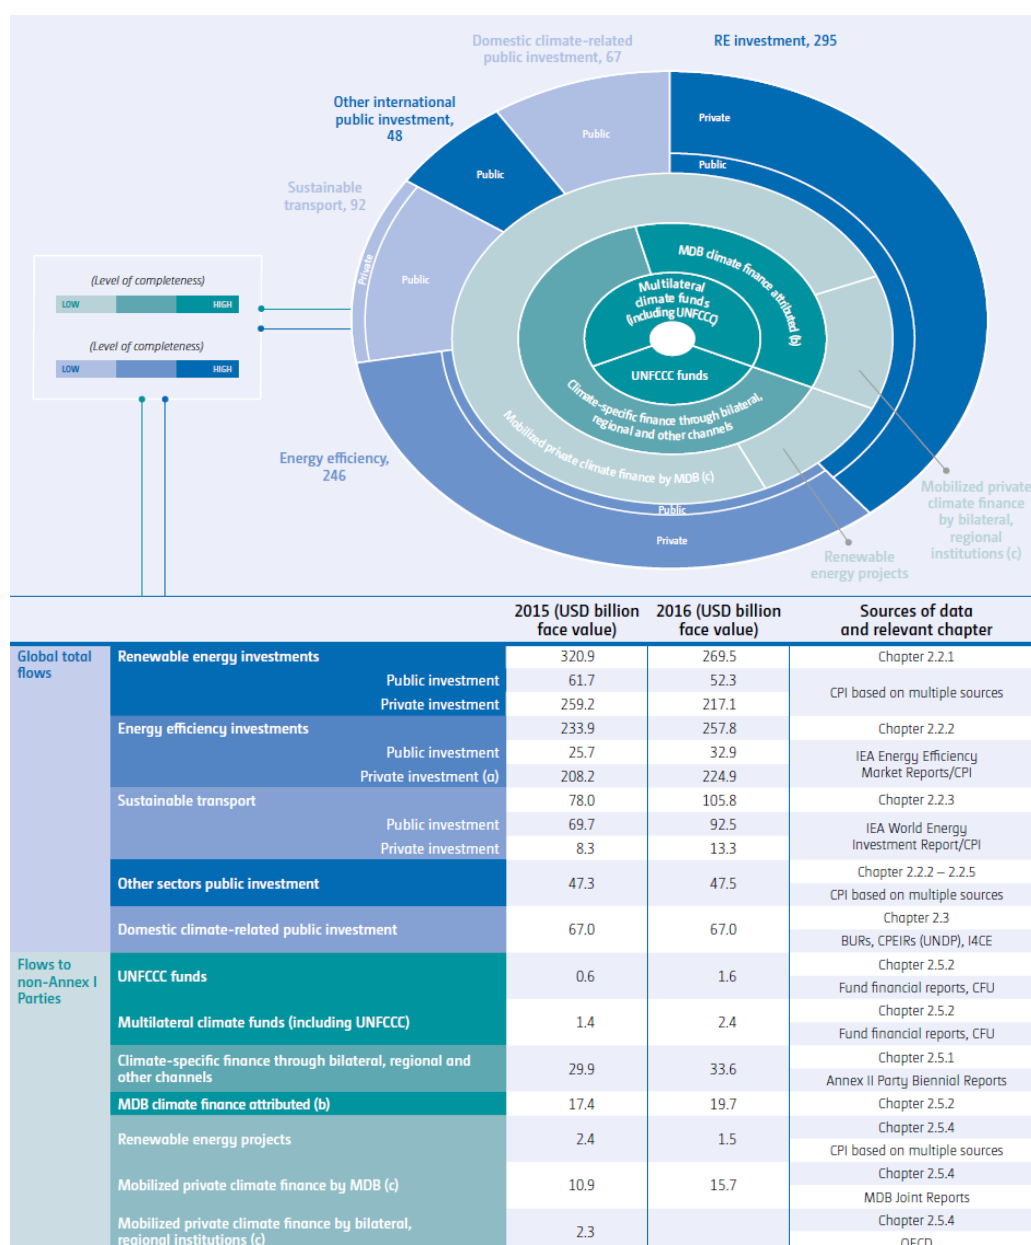 Domestic climate-related
public investment, 67
RE investment, 295
Other international
public investment,
48
Sustainable
transport, 92
Private
Public
Public
Public
Private
Public
(Level of completeness)
LOW HIGH
(Level of completeness)
LOW HIGH
MDB climate finance attributed (b)
Multilateral
climate funds
(including UNFCCC)
UNFCCC funds
Climate-specific finance through bilateral,
regional and other channels
Mobilized private climate finance by MDB (c)
Energy efficiency,
246
Public
Private
Mobilized private
climate finance
by bilateral,
regional
institutions (c)
Renewable
energy projects
2015 (USD billion face value) 2016 (USD billion face value) Sources of data and relevant chapter
Global total flows
Renewable energy investments 320.9 269.5 Chapter 2.2.1
Public investment 61.7 52.3 CPI based on multiple sources
Private investment 259.2 217.1
Energy efficiency investments 233.9 257.8 Chapter 2.2.2
Public investment 25.7 32.9 IEA Energy Efficiency Market Reports/CPI
Private investment (a) 208.2 224.9
Sustainable transport 78.0 105.8 Chapter 2.2.3
Public investment 69.7 92.5 IEA World Energy Investment Report/CPI
Private investment 8.3 13.3
Other sectors public investment 47.3 47.5 Chapter 2.2.2 – 2.2.5
CPI based on multiple sources
Domestic climate-related public investment 67.0 67.0 Chapter 2.3
BURs, CPEIRs (UNDP), I4CE
Flows to non-Annex I Parties
UNFCCC funds 0.6 1.6 Chapter 2.5.2
Fund financial reports, CFU
Multilateral climate funds (including UNFCCC) 1.4 2.4 Chapter 2.5.2
Fund financial reports, CFU
Climate-specific finance through bilateral, regional and other channels 29.9 33.6 Chapter 2.5.1
Annex II Party Biennial Reports
MDB climate finance attributed (b) 17.4 19.7 Chapter 2.5.2
Renewable energy projects 2.4 1.5 Chapter 2.5.4
CPI based on multiple sources
Mobilized private climate finance by MDB (c) 10.9 15.7 Chapter 2.5.4
MDB Joint Reports
Mobilized private climate finance by bilateral, regional institutions (c) 2.3 Chapter 2.5.4
OECD